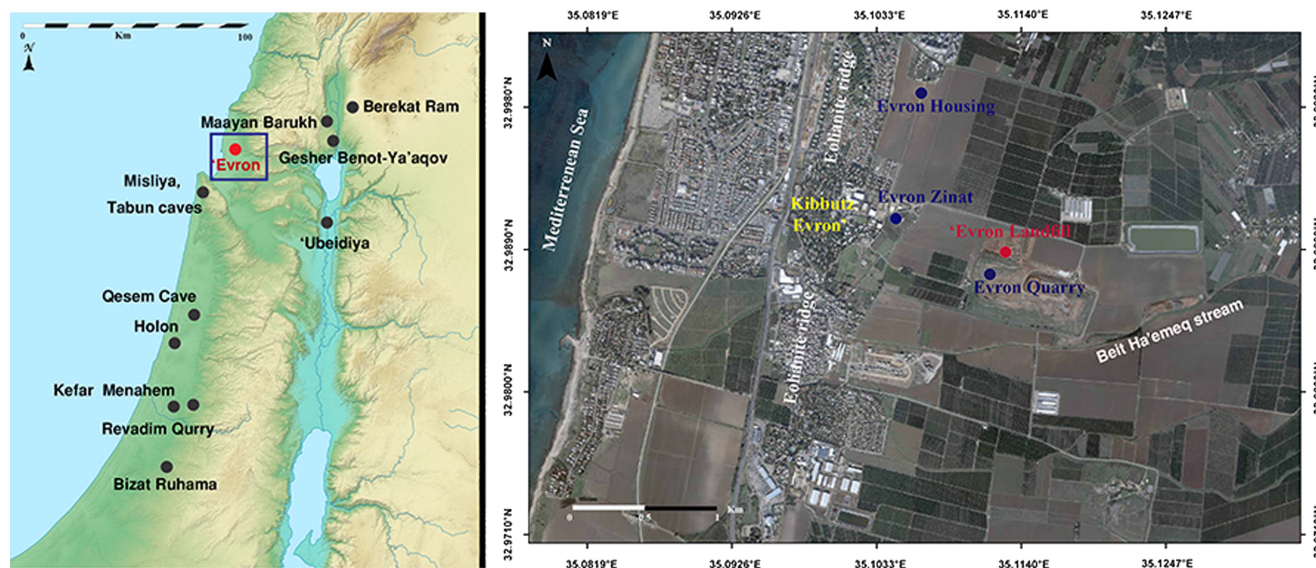 0
100
Km
N
Berekat Ram
Maayan Barukh
Gesher Benot-Ya'aqov
'Evron
Misliya,
Tabun caves
'Ubeidiya
Qesem Cave
Holon
Kefar Menahem
Revadim Qurry
Bizat Ruhama
35.0819°E
35.0926°E
35.1033°E
35.1140°E
35.1247°E
N
32.9980°N
32.9890°N
32.9800°N
32.9710°N
Mediterrenean Sea
Eolianite ridge
Evron Housing
Evron Zinat
Kibbutz
Evron
'Evron Landfill
Evron Quarry
Eolianite ridge
Beit Ha'emeq stream
Km
0
1
35.0819°E
35.0926°E
35.1033°E
35.1140°E
35.1247°E